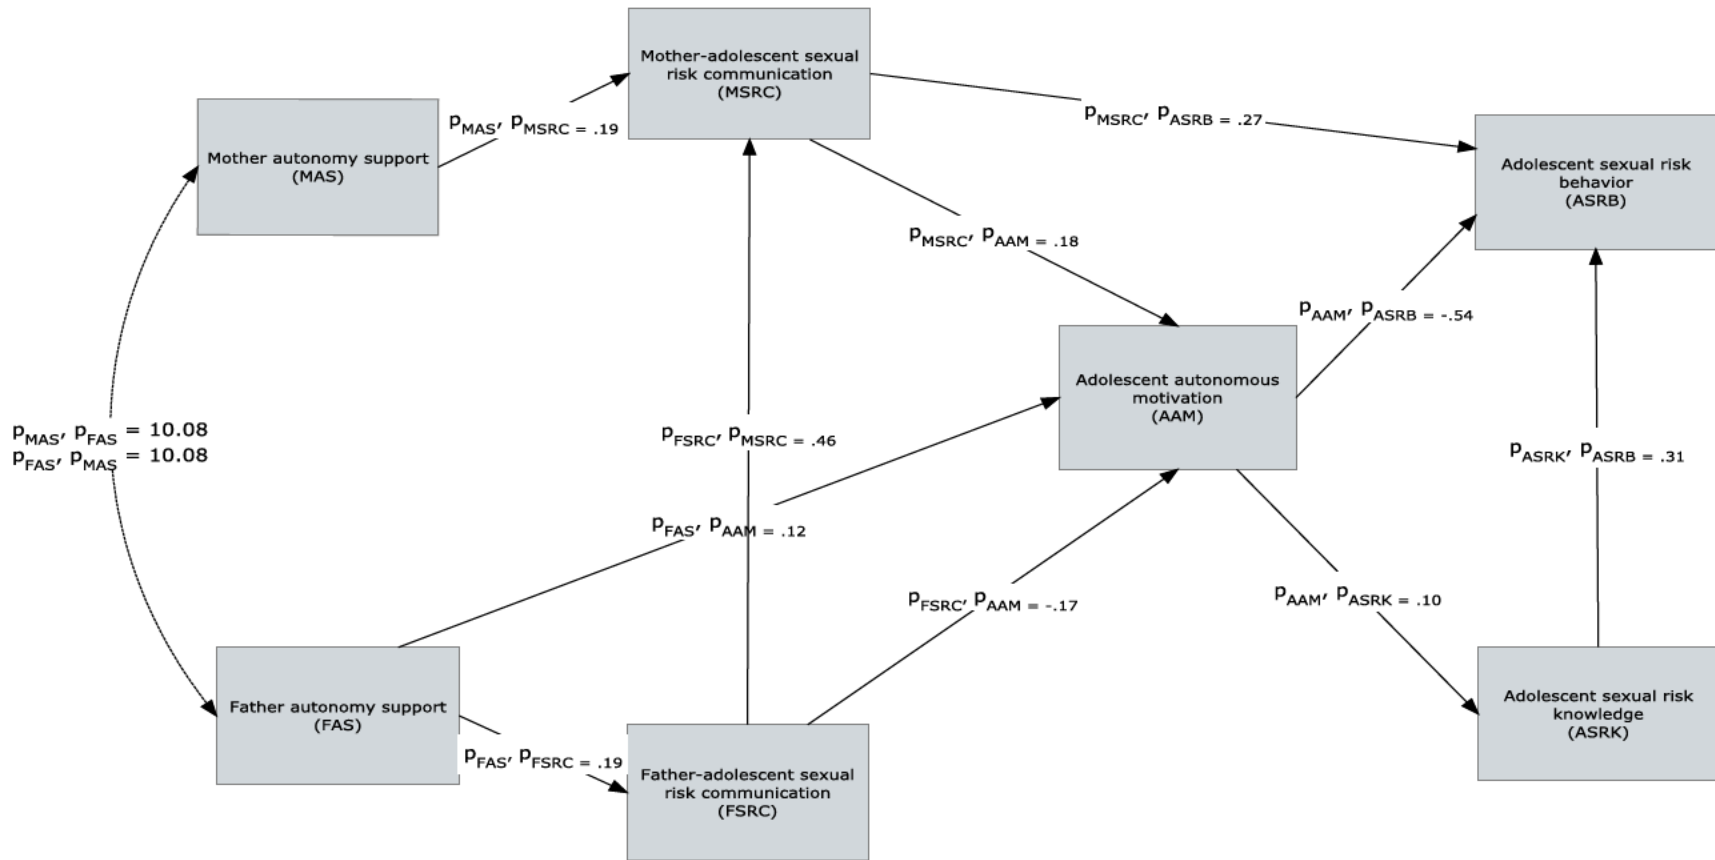 Mother-adolescent sexual
risk communication
(MSRC)
Mother autonomy support
(MAS)
pMAS, pMSRC = .19
pMSRC, pASRB = .27
Adolescent sexual risk
behavior
(ASRB)
pMSRC, pAAM = .18
pAAM, pASRB = -.54
Adolescent autonomous
motivation
(AAM)
pMAS, pFAS = 10.08
pFAS, pMAS = 10.08
pFSRC, pMSRC = .46
pASRK, pASRB = .31
pFAS, pAAM = .12
pFSRC, pAAM = -.17
pAAM, pASRK = .10
Father autonomy support
(FAS)
pFAS, pFSRC = .19
Father-adolescent sexual
risk communication
(FSRC)
Adolescent sexual risk
knowledge
(ASRK)